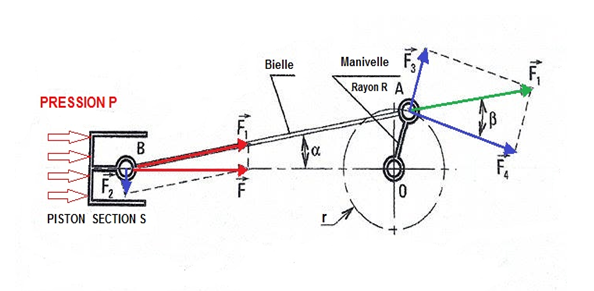 Bielle
Manivelle
Rayon R
A
F₃
F₁
β
F₄
PRESSION P
B
F₁
α
F₂
F
O
r
PISTON SECTION S